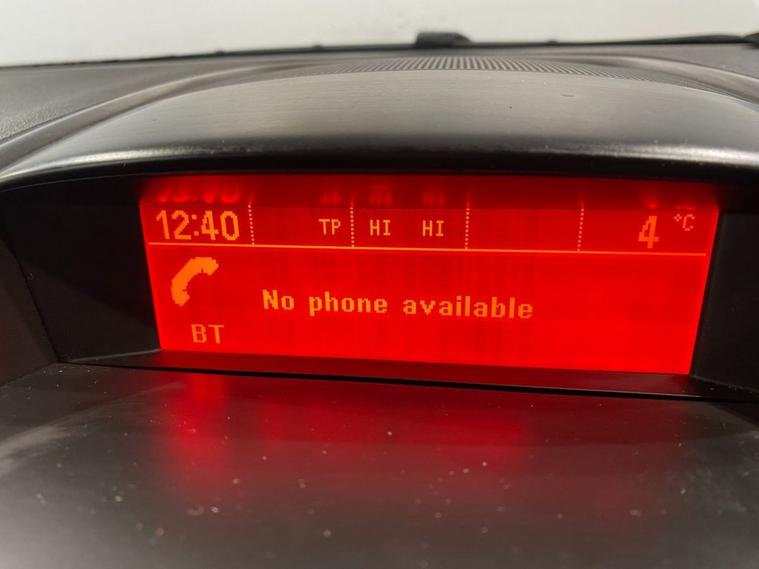 12:40 TP HI HI 4 °C
No phone available
BT